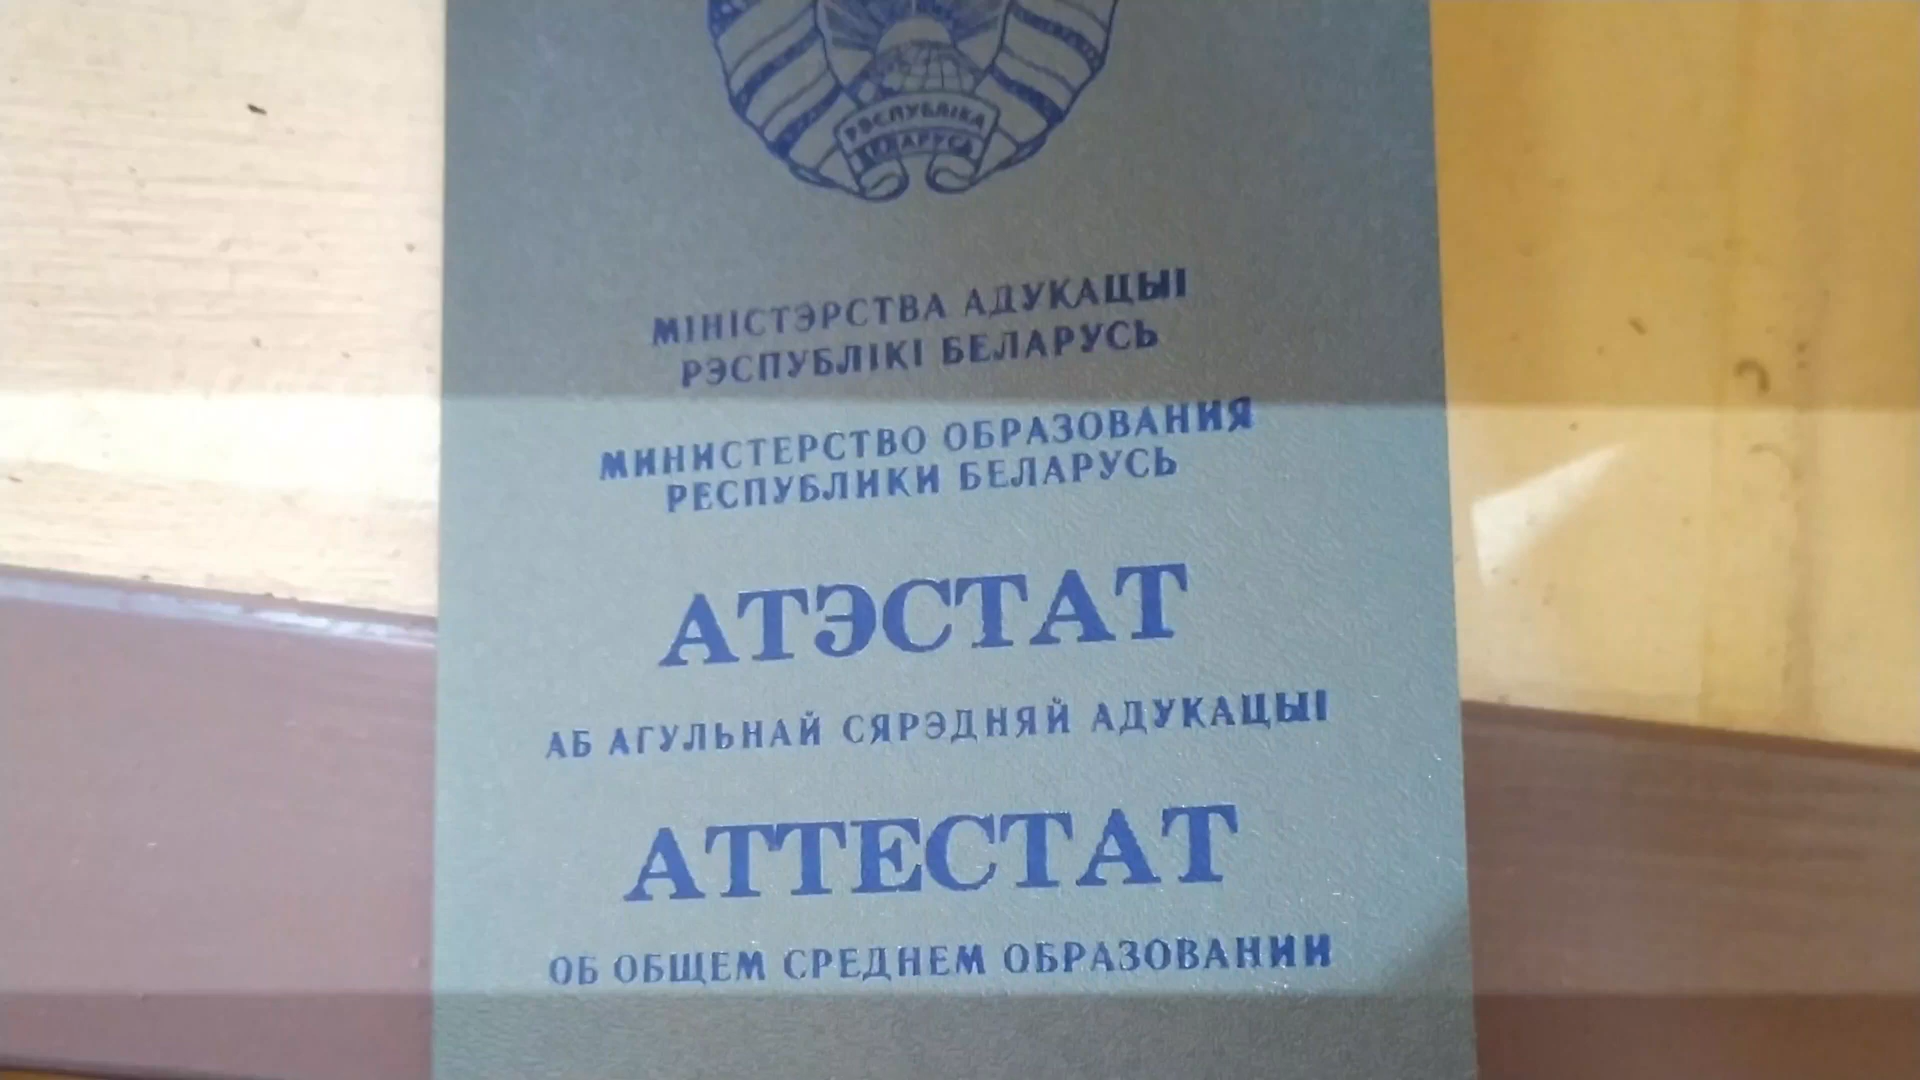 РЭСПУБЛІКА
БЕЛАРУСЬ
МІНІСТЭРСТВА АДУКАЦЫІ
РЭСПУБЛІКІ БЕЛАРУСЬ
МИНИСТЕРСТВО ОБРАЗОВАНИЯ
РЕСПУБЛИКИ БЕЛАРУСЬ
АТЭСТАТ
АБ АГУЛЬНАЙ СЯРЭДНЯЙ АДУКАЦЫІ
АТТЕСТАТ
ОБ ОБЩЕМ СРЕДНЕМ ОБРАЗОВАНИИ